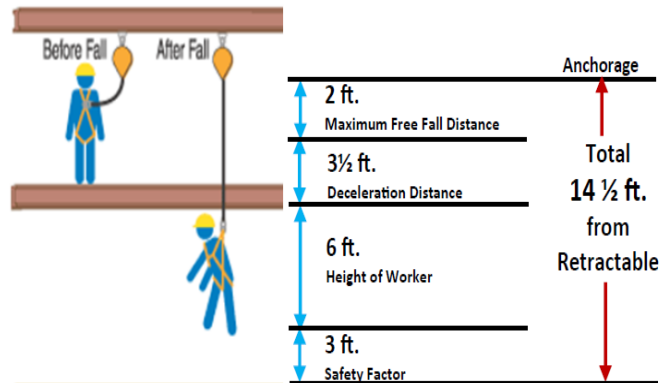 Before Fall
After Fall
Anchorage
2 ft.
Maximum Free Fall Distance
3½ ft.
Deceleration Distance
Total
14 ½ ft.
from
Retractable
6 ft.
Height of Worker
3 ft.
Safety Factor